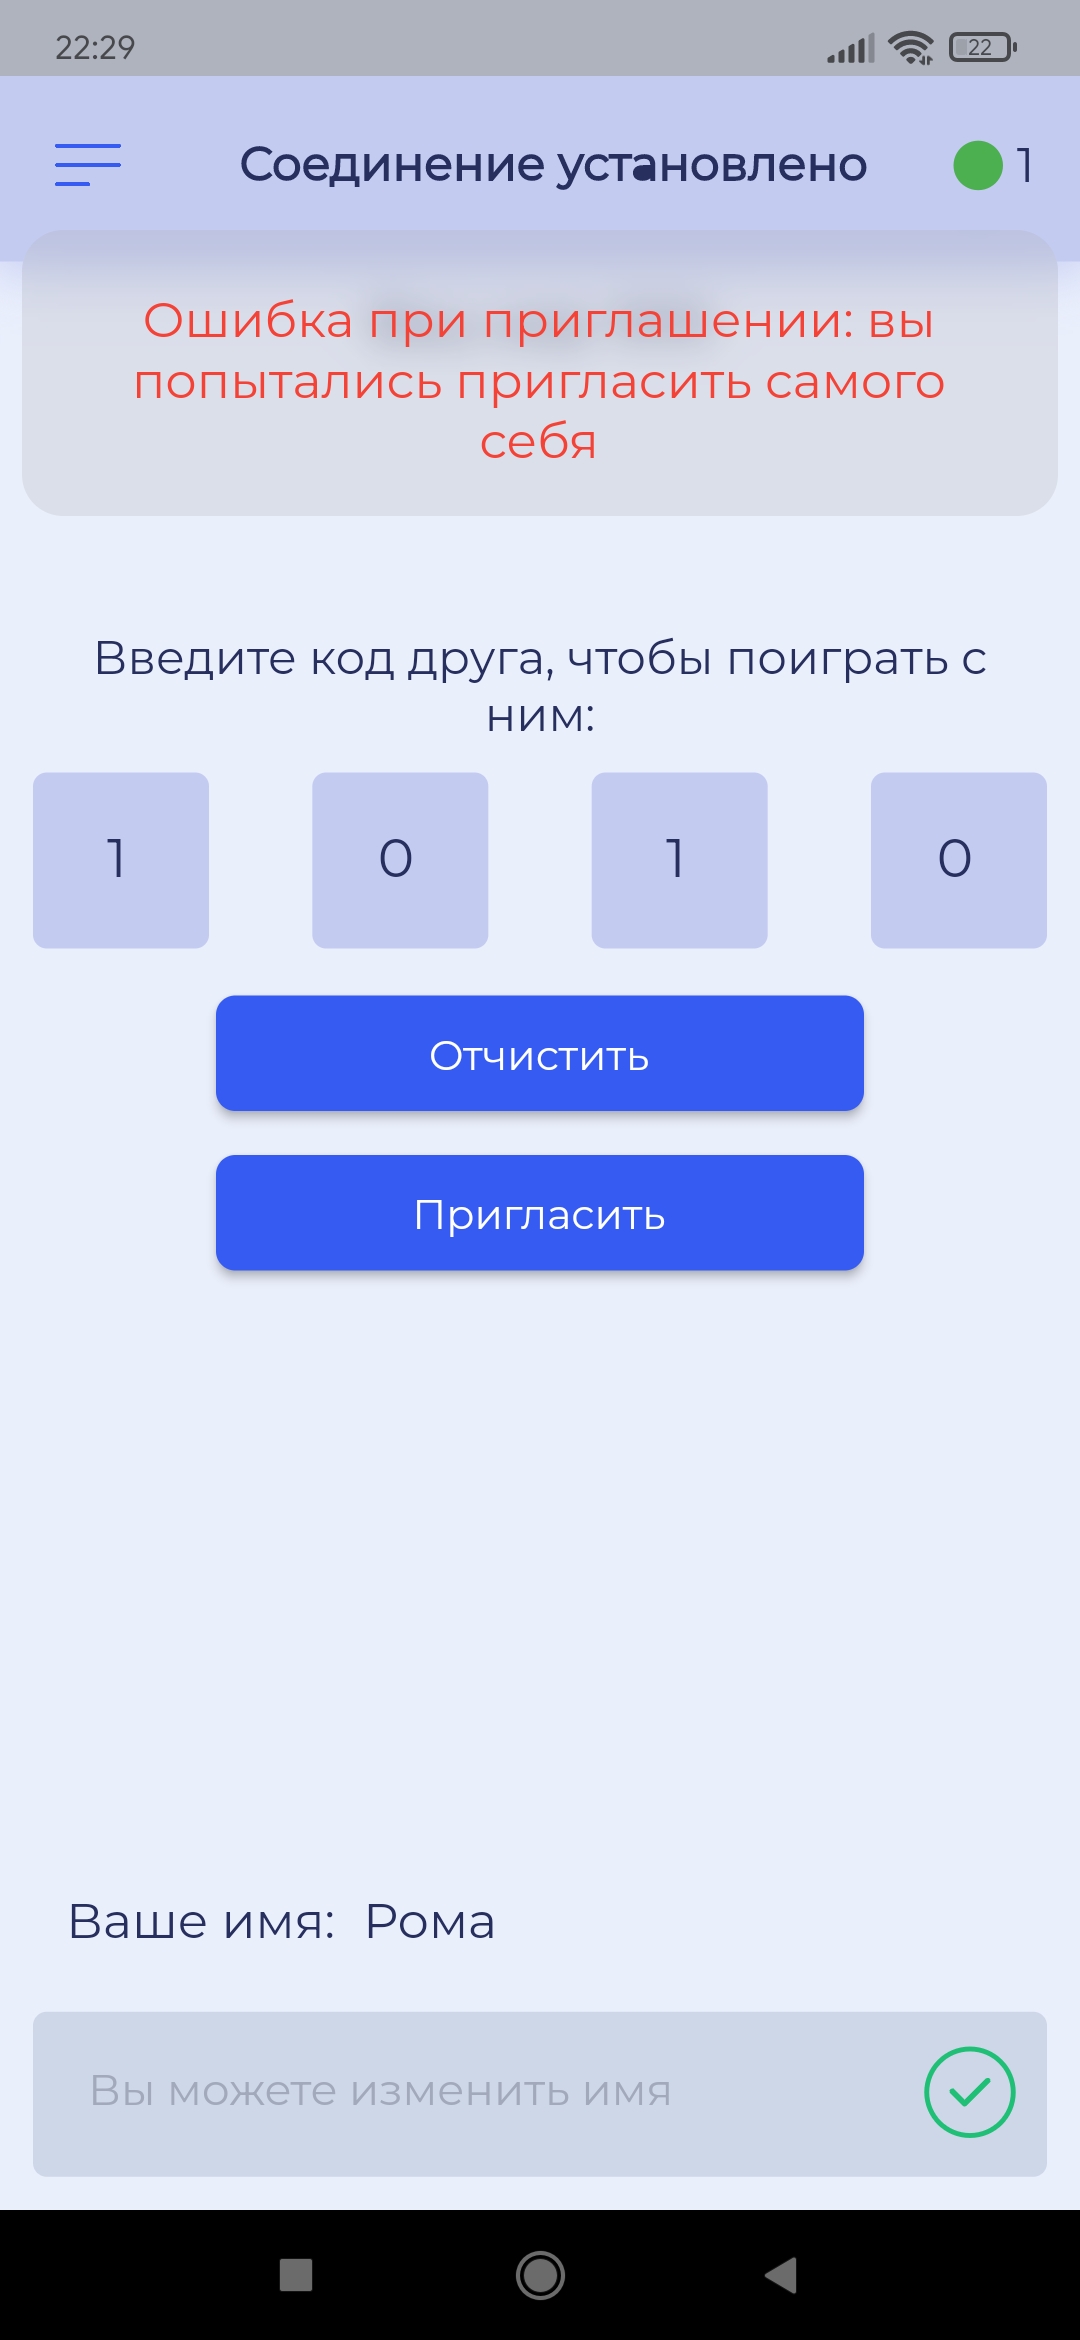 22:29
22
Соединение установлено
1
Ошибка при приглашении: вы
попытались пригласить самого
себя
Введите код друга, чтобы поиграть с
ним:
1 0 1 0
Отчистить
Пригласить
Ваше имя: Рома
Вы можете изменить имя